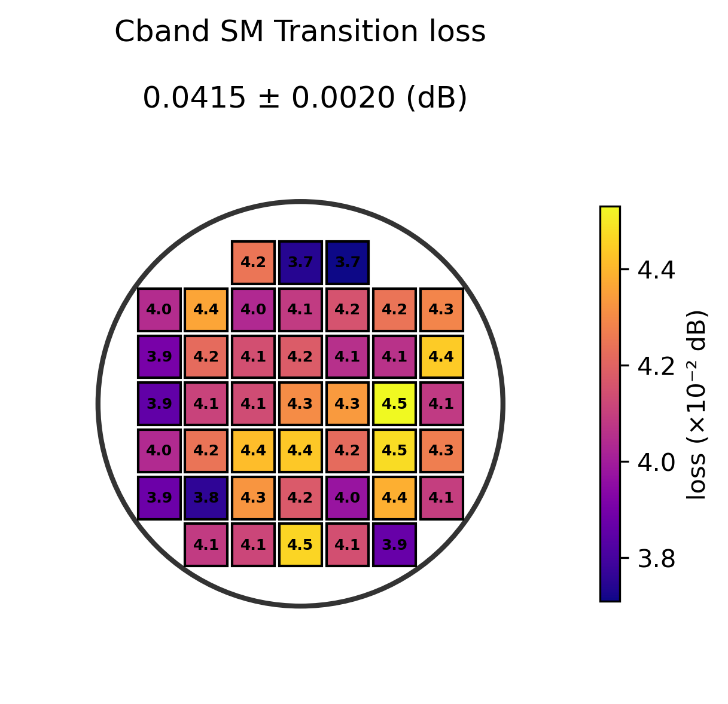 Cband SM Transition loss
0.0415 ± 0.0020 (dB)
4.2 3.7 3.7
4.0 4.4 4.0 4.1 4.2 4.2 4.3
3.9 4.2 4.1 4.2 4.1 4.1 4.4
3.9 4.1 4.1 4.3 4.3 4.5 4.1
4.0 4.2 4.4 4.4 4.2 4.5 4.3
3.9 3.8 4.3 4.2 4.0 4.4 4.1
4.1 4.1 4.5 4.1 3.9
4.4
4.2
4.0
3.8
loss (×10⁻² dB)